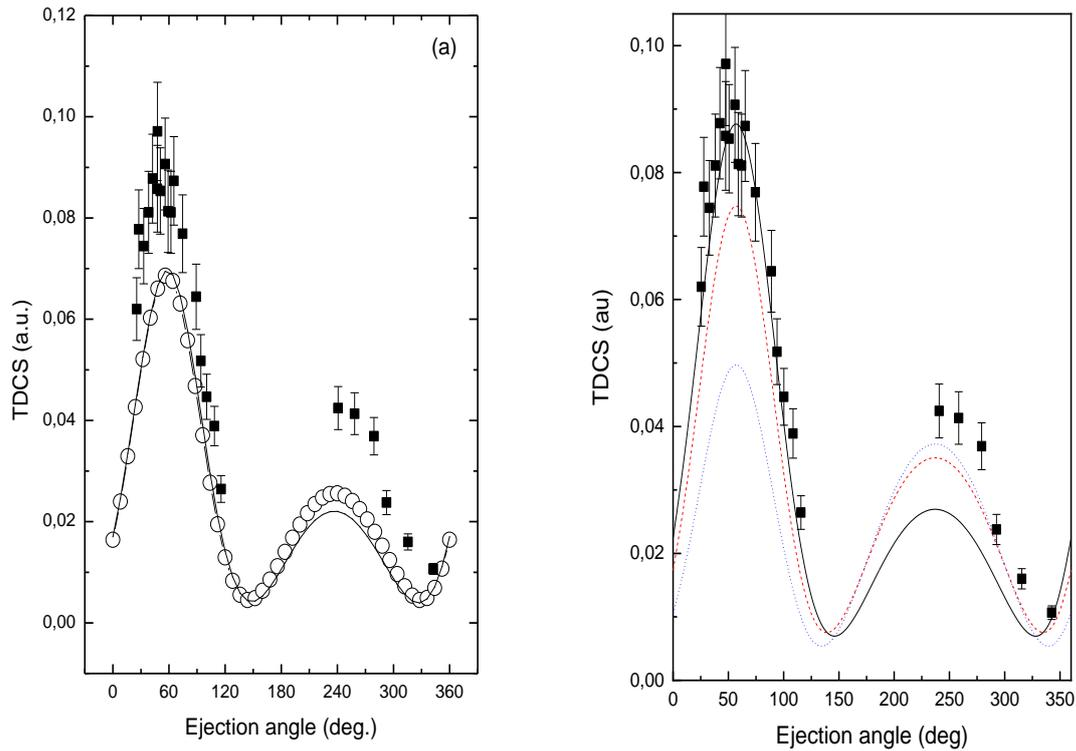 0,12
0,10
0,08
0,06
0,04
0,02
0,00
TDCS (a.u.)
(a)
0 60 120 180 240 300 360
Ejection angle (deg.)
0,10
0,08
0,06
0,04
0,02
0,00
TDCS (au)
0 50 100 150 200 250 300 350
Ejection angle (deg)